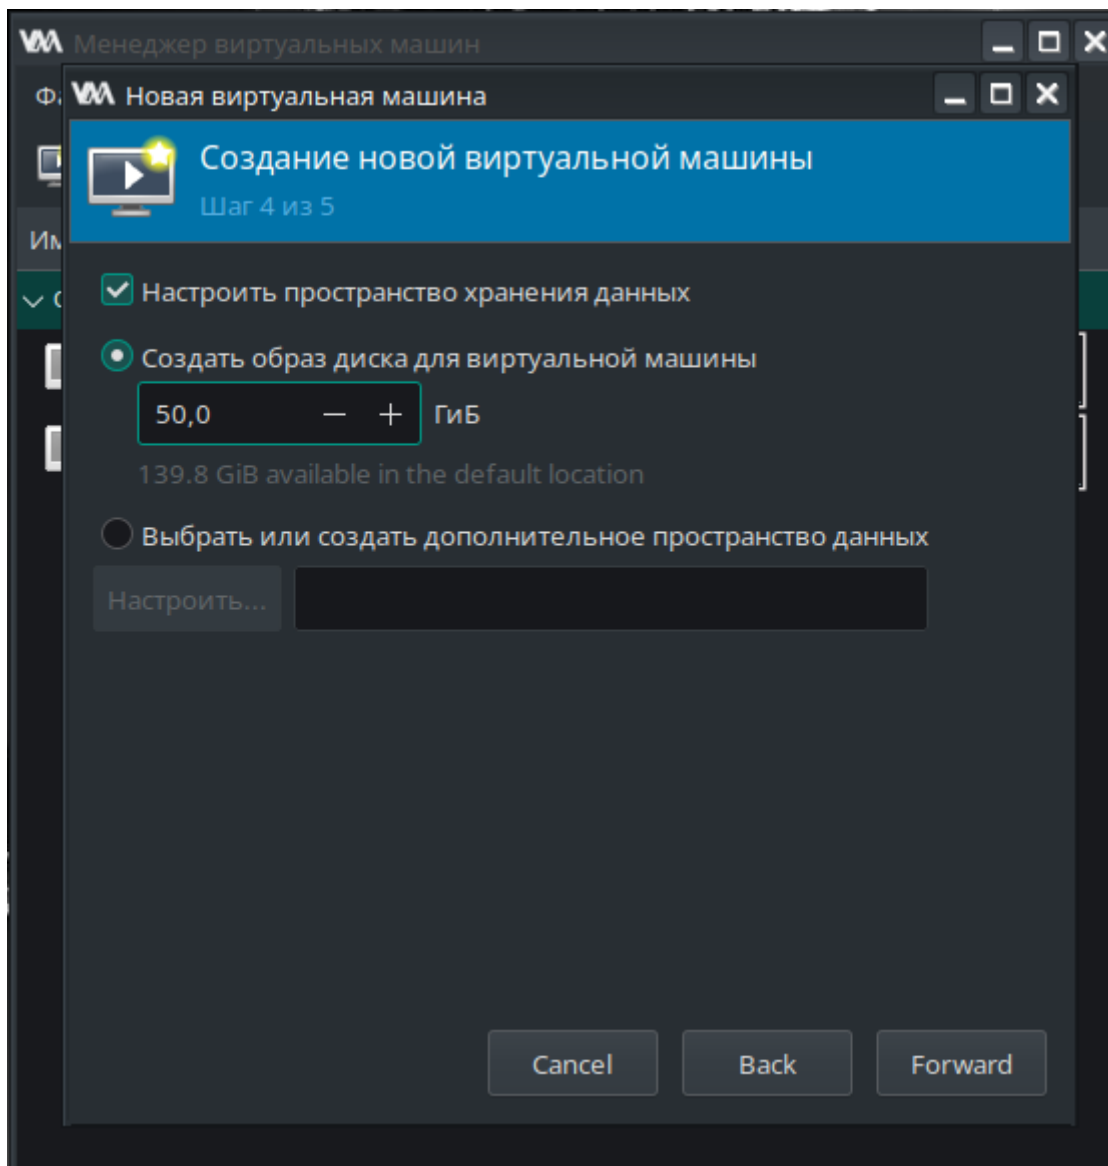 Менеджер виртуальных машин
Новая виртуальная машина
Создание новой виртуальной машины
Шаг 4 из 5
Настроить пространство хранения данных
Создать образ диска для виртуальной машины
50,0 − + ГиБ
139.8 GiB available in the default location
Выбрать или создать дополнительное пространство данных
Настроить...
Cancel Back Forward